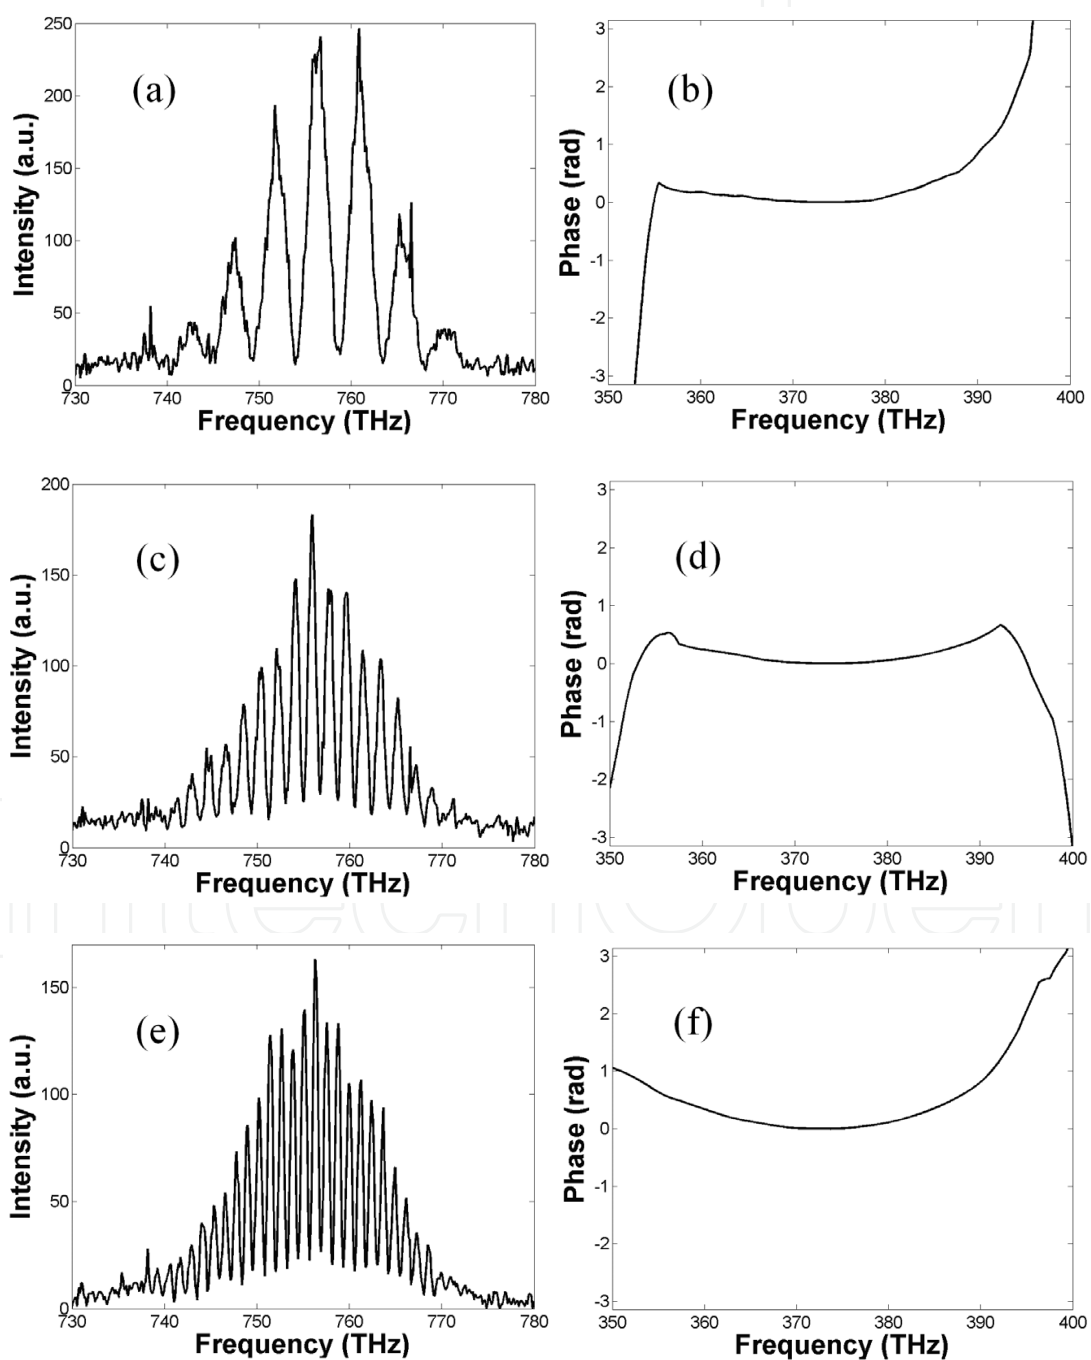 250
200
150
100
50
0
Intensity (a.u.)
(a)
730 740 750 760 770 780
Frequency (THz)
3
2
1
0
-1
-2
-3
Phase (rad)
(b)
350 360 370 380 390 400
Frequency (THz)
200
150
100
50
0
Intensity (a.u.)
(c)
730 740 750 760 770 780
Frequency (THz)
3
2
1
0
-1
-2
-3
Phase (rad)
(d)
350 360 370 380 390 400
Frequency (THz)
150
100
50
0
Intensity (a.u.)
(e)
730 740 750 760 770 780
Frequency (THz)
3
2
1
0
-1
-2
-3
Phase (rad)
(f)
350 360 370 380 390 400
Frequency (THz)